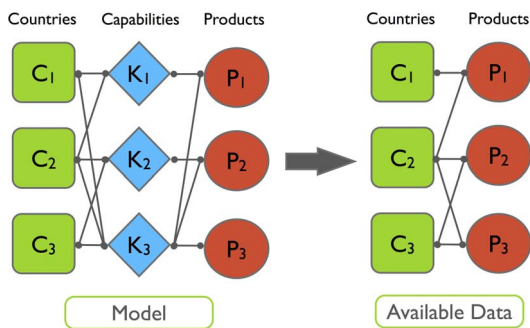 Countries Capabilities Products Countries Products
C1 K1 P1 C1 P1
C2 K2 P2 C2 P2
C3 K3 P3 C3 P3
Model Available Data